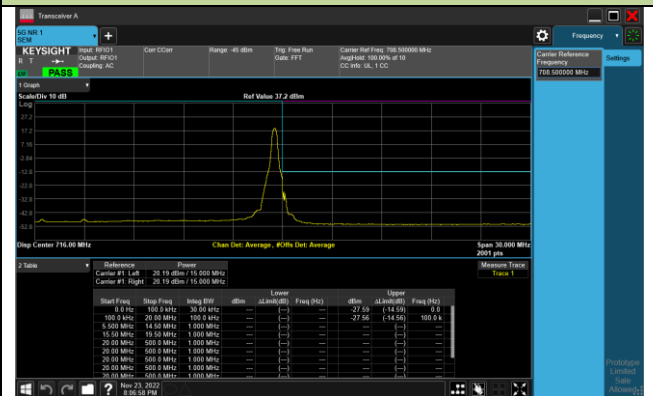 Transceiver A
5G NR 1
SEM
Frequency
KEYSIGHT
R T
PASS
Input: RFIO1
Output: RFIO1
Coupling: AC
Corr CCorr
Range: -45 dBm
Trig: Free Run
Gate: FFT
Carrier Ref Freq: 708.500000 MHz
Avg|Hold: 100.00% of 10
CC Info: UL, 1 CC
Carrier Reference
Frequency
708.500000 MHz
Settings
1 Graph
Scale/Div 10 dB
Ref Value 37.2 dBm
Log
27.2
17.2
7.16
-2.84
-12.8
-22.8
-32.8
-42.8
-52.8
Disp Center 716.00 MHz
Chan Det: Average, #Offs Det: Average
Span 30.000 MHz
2001 pts
2 Table
Reference Power
Carrier #1: Left 20.19 dBm / 15.000 MHz
Carrier #1: Right 20.19 dBm / 15.000 MHz
Measure Trace
Trace 1
Lower Upper
Start Freq Stop Freq Integ BW dBm ΔLimit(dB) Freq (Hz) dBm ΔLimit(dB) Freq (Hz)
0.0 Hz 100.0 kHz 30.00 kHz --- (---) --- -27.59 (-14.59) 0.0
100.0 kHz 20.00 MHz 100.0 kHz --- (---) --- -27.56 (-14.56) 100.0 k
5.500 MHz 14.50 MHz 1.000 MHz --- (---) --- --- (---) ---
15.50 MHz 19.50 MHz 1.000 MHz --- (---) --- --- (---) ---
20.00 MHz 500.0 MHz 1.000 MHz --- (---) --- --- (---) ---
20.00 MHz 500.0 MHz 1.000 MHz --- (---) --- --- (---) ---
20.00 MHz 500.0 MHz 1.000 MHz --- (---) --- --- (---) ---
20.00 MHz 500.0 MHz 1.000 MHz --- (---) --- --- (---) ---
20.00 MHz 500.0 MHz 1.000 MHz --- (---) --- --- (---) ---
Nov 23, 2022
8:06:58 PM
Prototype
Limited
Sale
Allowed